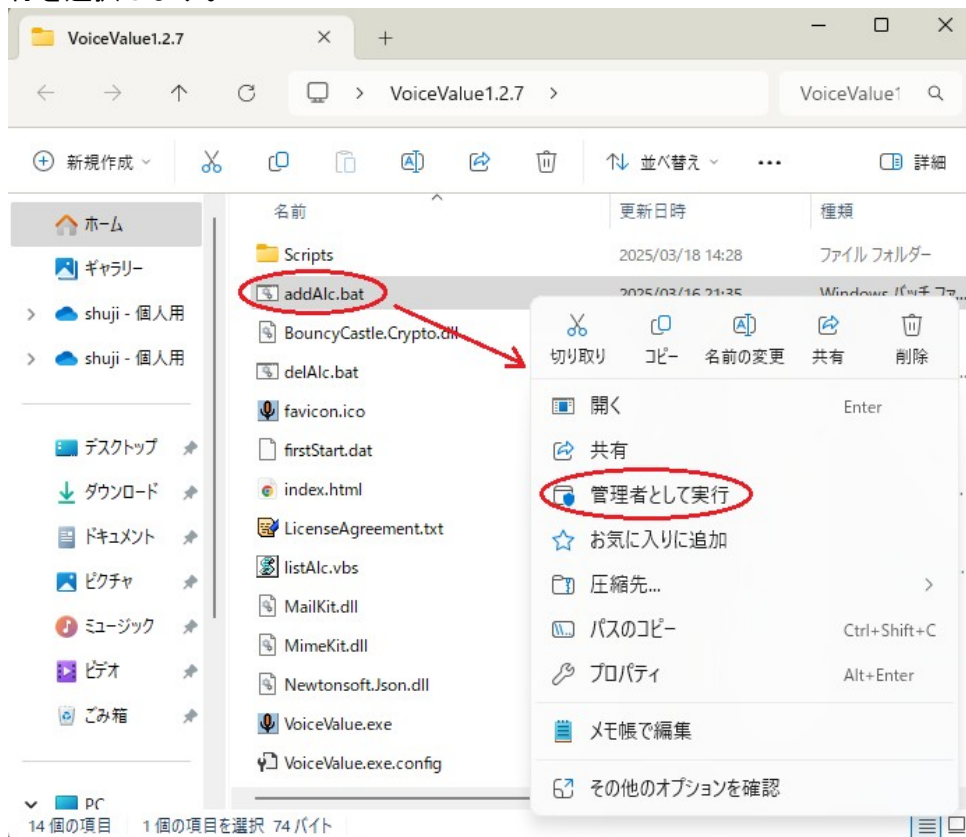 VoiceValue1.2.7
VoiceValue1.2.7
VoiceValue1
新規作成
並べ替え
詳細
名前 更新日時 種類
ホーム
ギャラリー
shuji - 個人用
shuji - 個人用
デスクトップ
ダウンロード
ドキュメント
ピクチャ
ミュージック
ビデオ
ごみ箱
PC
Scripts 2025/03/18 14:28 ファイル フォルダー
addAlc.bat 2025/03/16 21:35 Windows バッチ ファ...
BouncyCastle.Crypto.dll
delAlc.bat
favicon.ico
firstStart.dat
index.html
LicenseAgreement.txt
listAlc.vbs
MailKit.dll
MimeKit.dll
Newtonsoft.Json.dll
VoiceValue.exe
VoiceValue.exe.config
切り取り コピー 名前の変更 共有 削除
開く Enter
共有
管理者として実行
お気に入りに追加
圧縮先...
パスのコピー Ctrl+Shift+C
プロパティ Alt+Enter
メモ帳で編集
その他のオプションを確認
14 個の項目 1 個の項目を選択 74 バイト